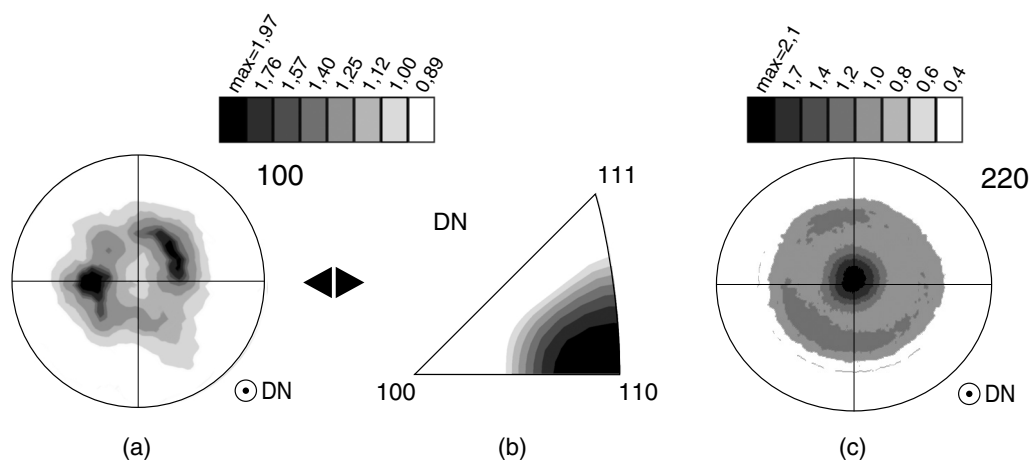 max=1,97
1,76
1,57
1,40
1,25
1,12
1,00
0,89
100
DN
(a)
DN
111
100
110
(b)
max=2,1
1,7
1,4
1,2
1,0
0,8
0,6
0,4
220
DN
(c)